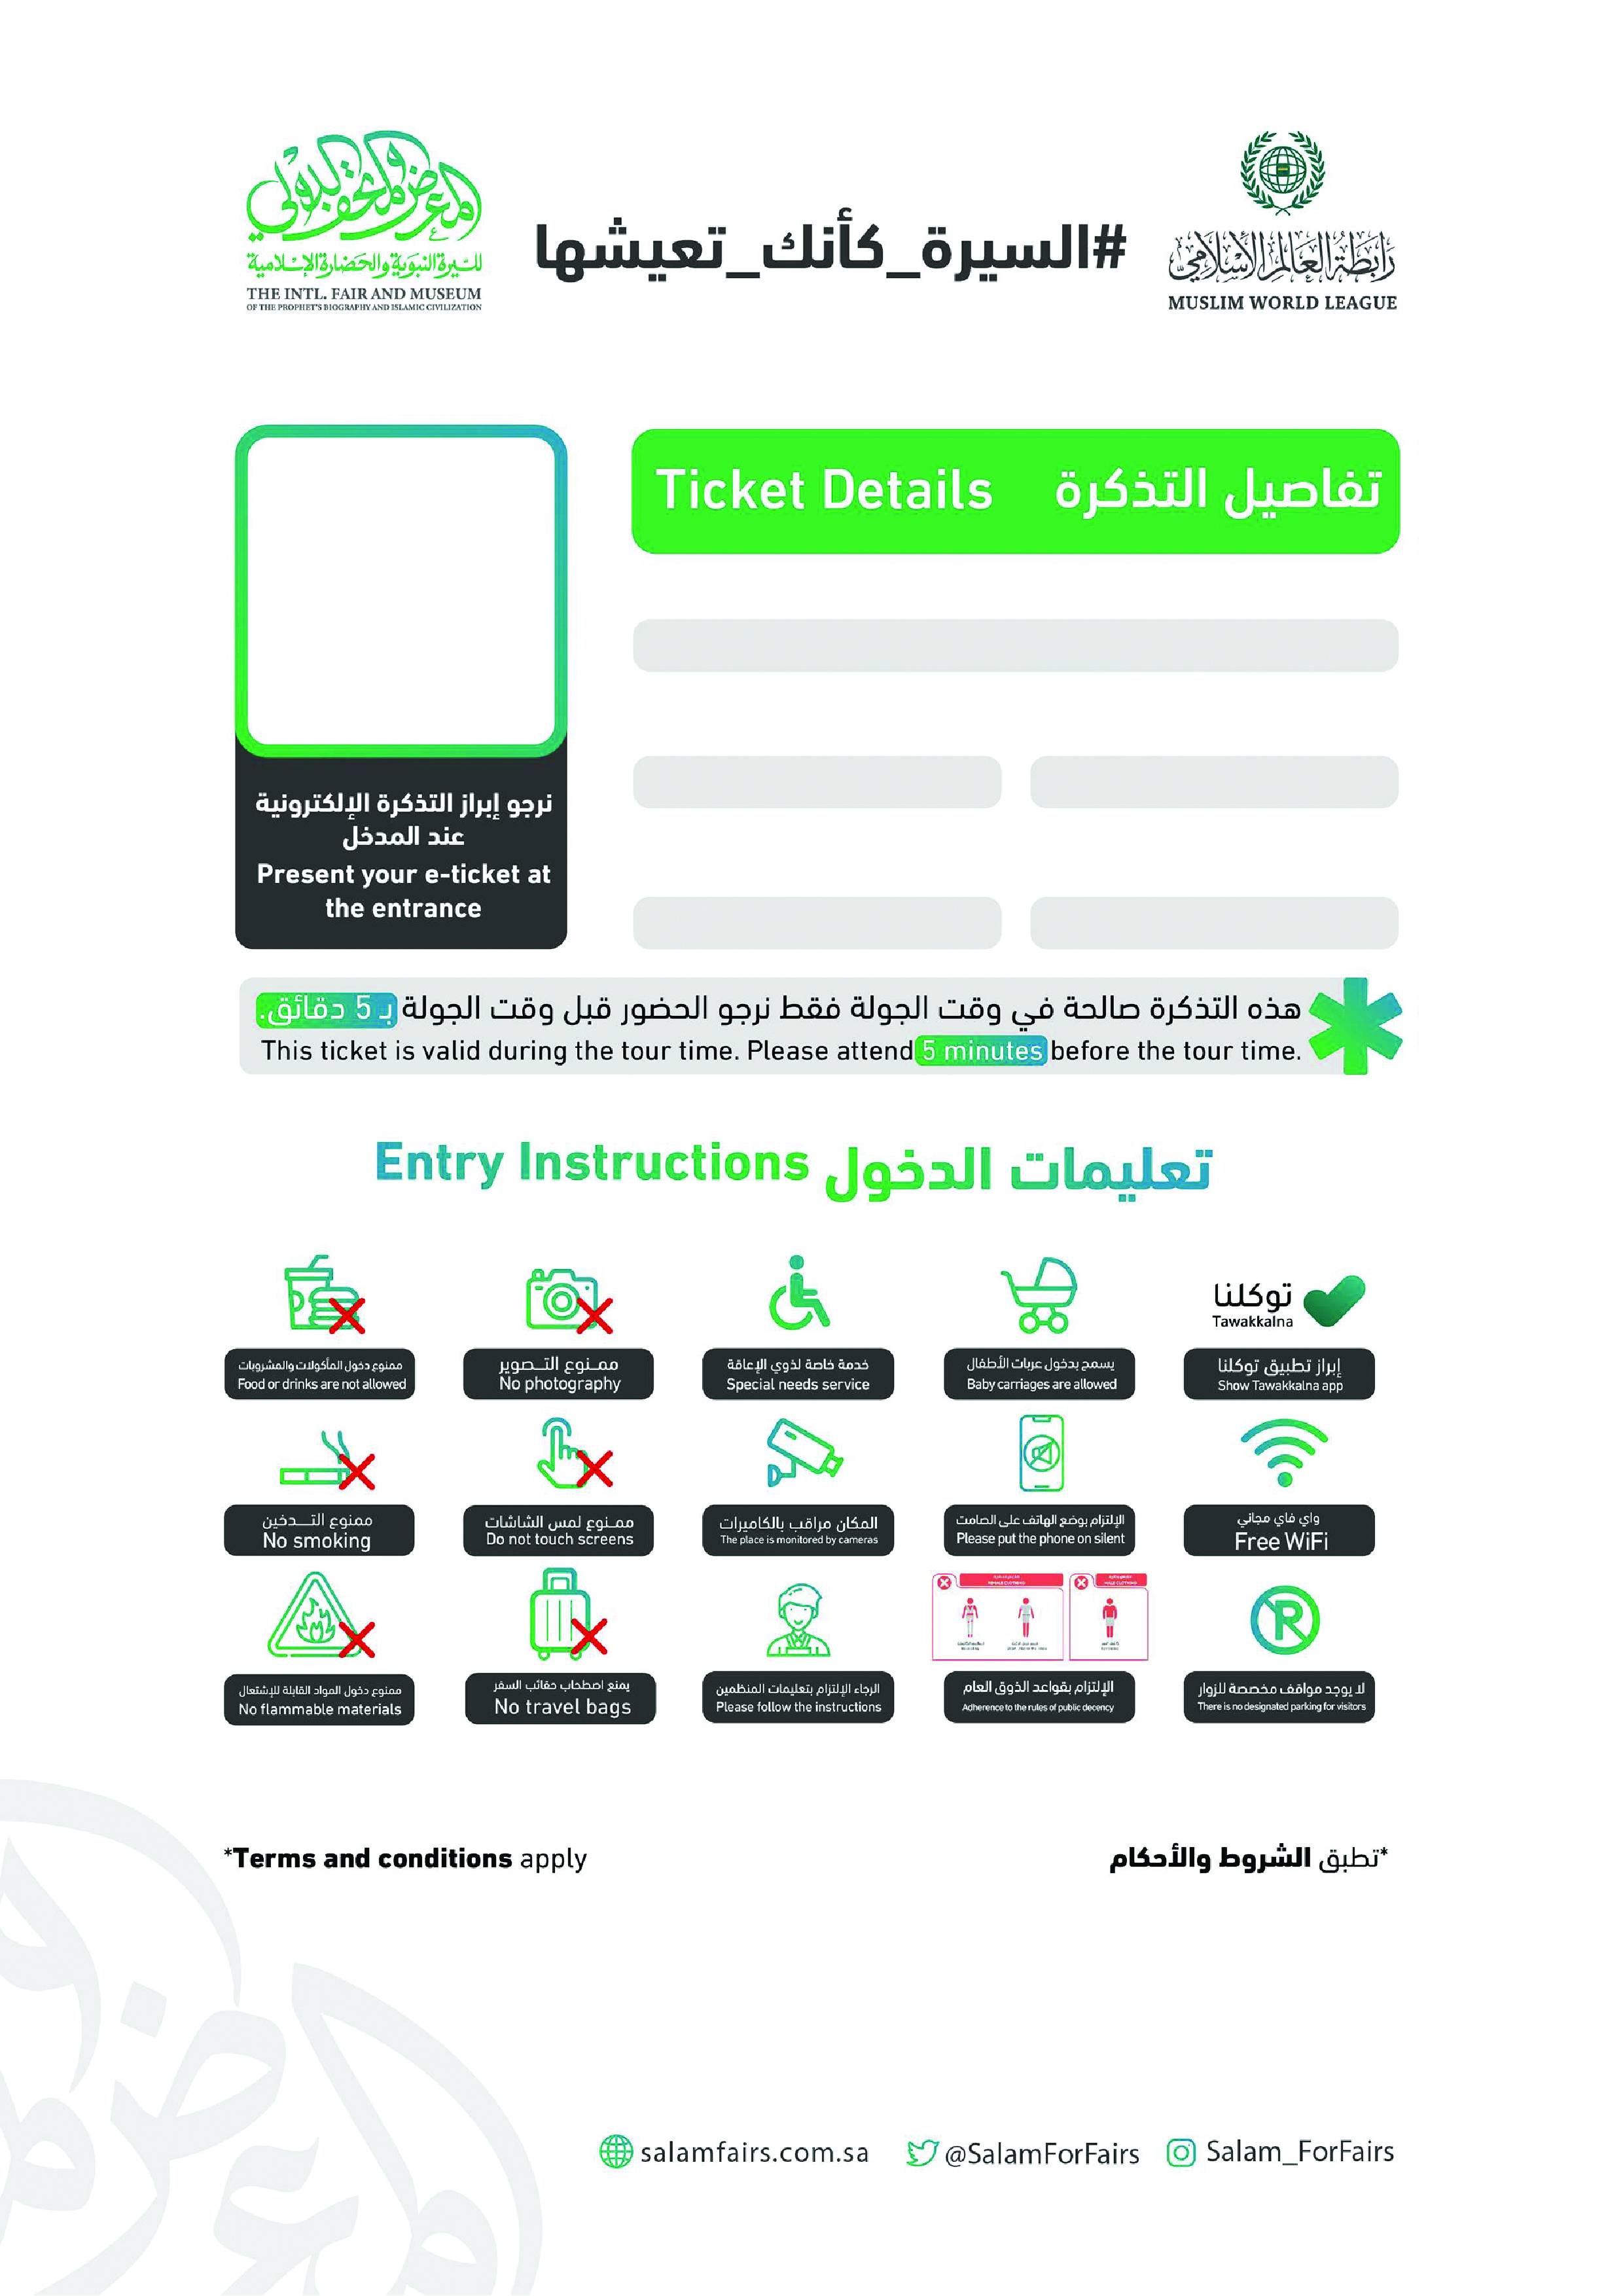 المعرض والمتحف الدولي
للسيرة النبوية والحضارة الإسلامية
THE INTL. FAIR AND MUSEUM
OF THE PROPHET'S BIOGRAPHY AND ISLAMIC CIVILIZATION
#السيرة_كأنك_تعيشها
رابطة العالم الإسلامي
MUSLIM WORLD LEAGUE
Ticket Details تفاصيل التذكرة
نرجو إبراز التذكرة الإلكترونية
عند المدخل
Present your e-ticket at
the entrance
هذه التذكرة صالحة في وقت الجولة فقط نرجو الحضور قبل وقت الجولة بـ 5 دقائق.
This ticket is valid during the tour time. Please attend 5 minutes before the tour time.
Entry Instructions تعليمات الدخول
توكلنا
Tawakkalna
ممنوع دخول المأكولات والمشروبات
Food or drinks are not allowed
ممـنوع التــصوير
No photography
خدمة خاصة لذوي الإعاقة
Special needs service
يسمح بدخول عربات الأطفال
Baby carriages are allowed
إبراز تطبيق توكلنا
Show Tawakkalna app
ممنوع التـــدخين
No smoking
ممـنوع لمس الشاشات
Do not touch screens
المكان مراقب بالكاميرات
The place is monitored by cameras
الإلتزام بوضع الهاتف على الصامت
Please put the phone on silent
واي فاي مجاني
Free WiFi
FEMALE CLOTHING
MALE CLOTHING
ممنوع دخول المواد القابلة للإشتعال
No flammable materials
يمنع اصطحاب حقائب السفر
No travel bags
الرجاء الإلتزام بتعليمات المنظمين
Please follow the instructions
الإلتزام بقواعد الذوق العام
Adherence to the rules of public decency
لا يوجد مواقف مخصصة للزوار
There is no designated parking for visitors
*Terms and conditions apply
*تطبق الشروط والأحكام
salamfairs.com.sa
@SalamForFairs
Salam_ForFairs